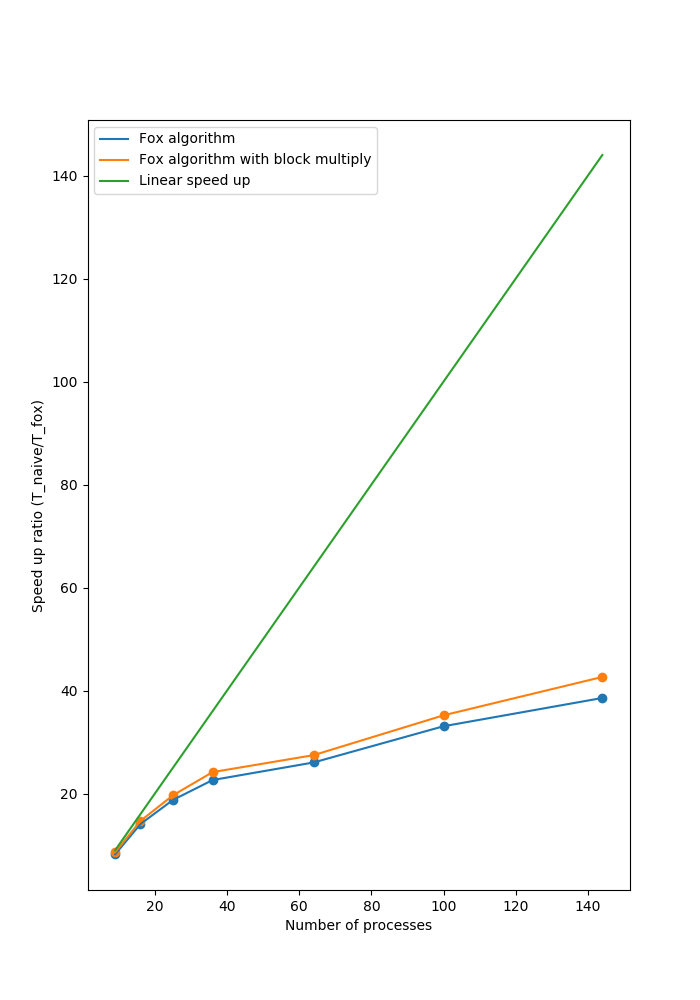 Fox algorithm
Fox algorithm with block multiply
Linear speed up
Speed up ratio (T_naive/T_fox)
140
120
100
80
60
40
20
20 40 60 80 100 120 140
Number of processes